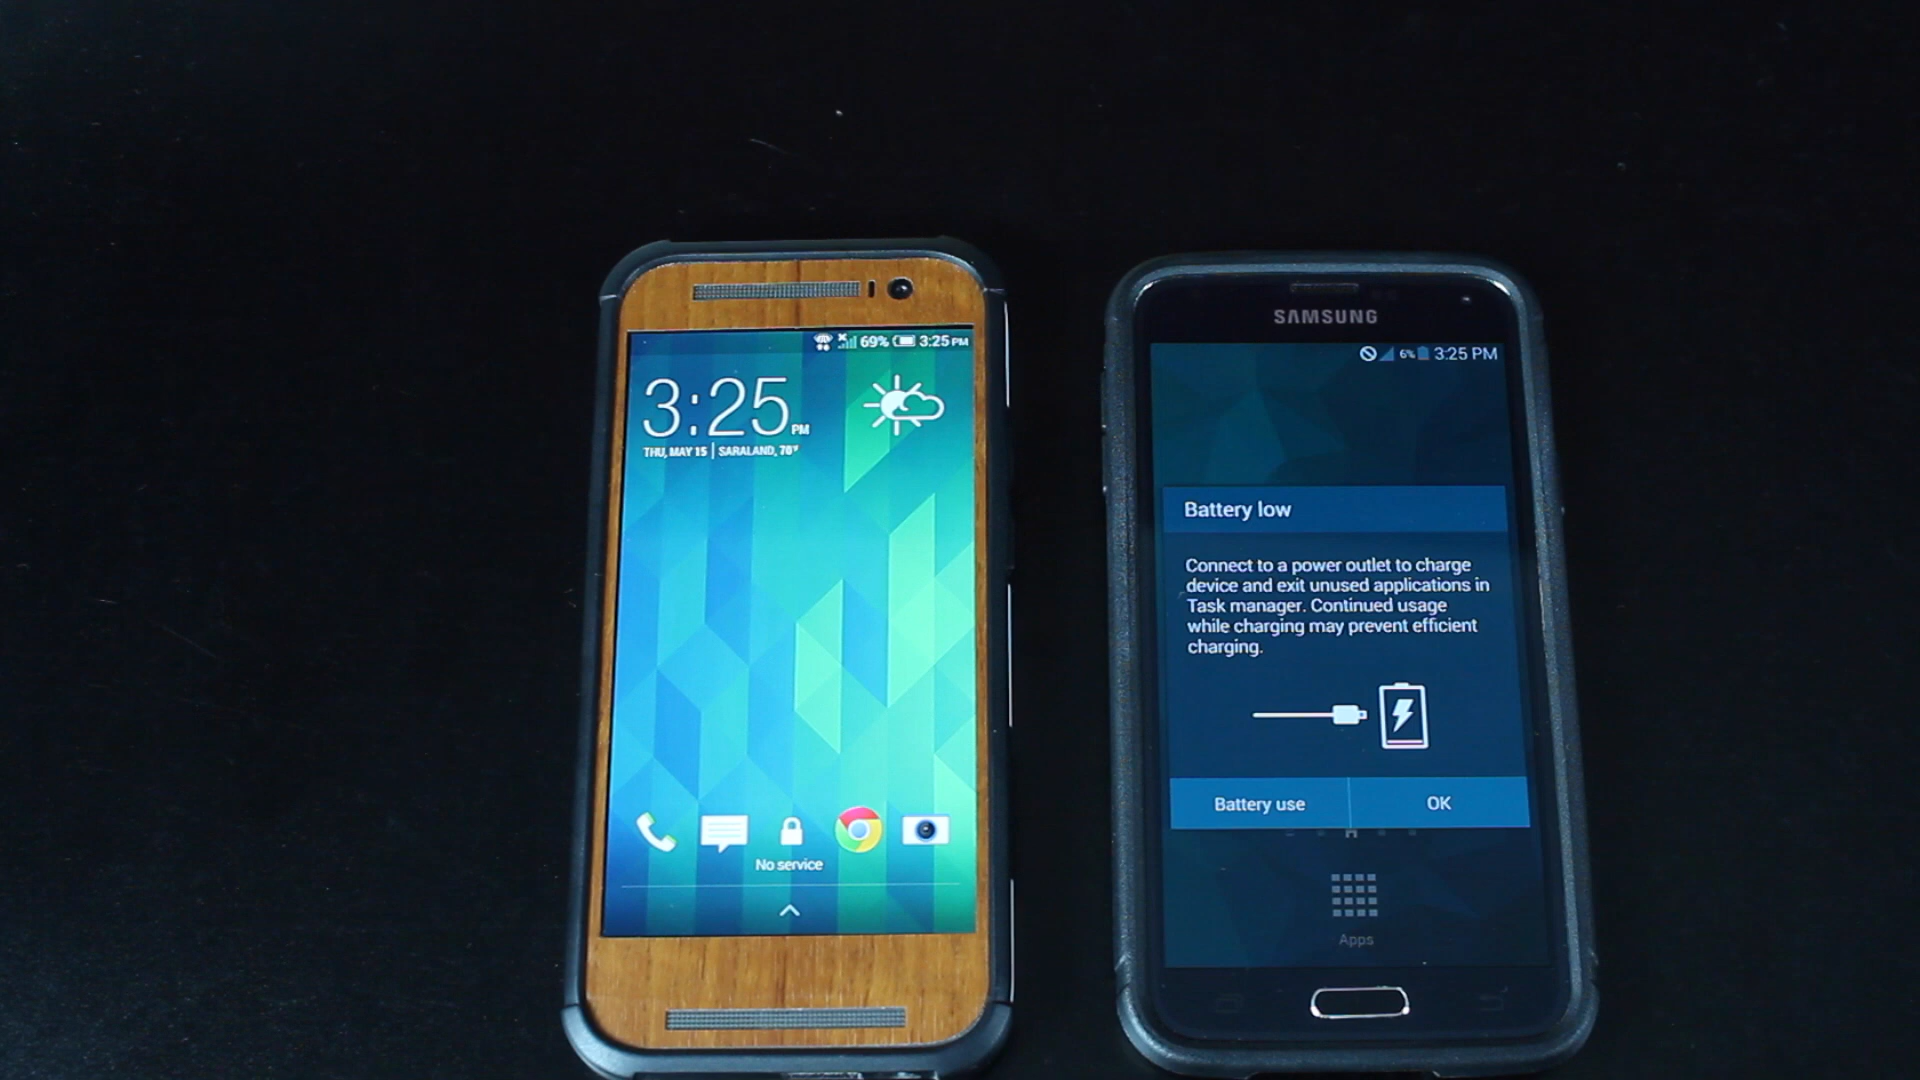 69% 3:25 PM
3:25 PM
THU, MAY 15 | SARALAND, 70°
No service
SAMSUNG
6% 3:25 PM
Battery low
Connect to a power outlet to charge
device and exit unused applications in
Task manager. Continued usage
while charging may prevent efficient
charging.
Battery use OK
Apps